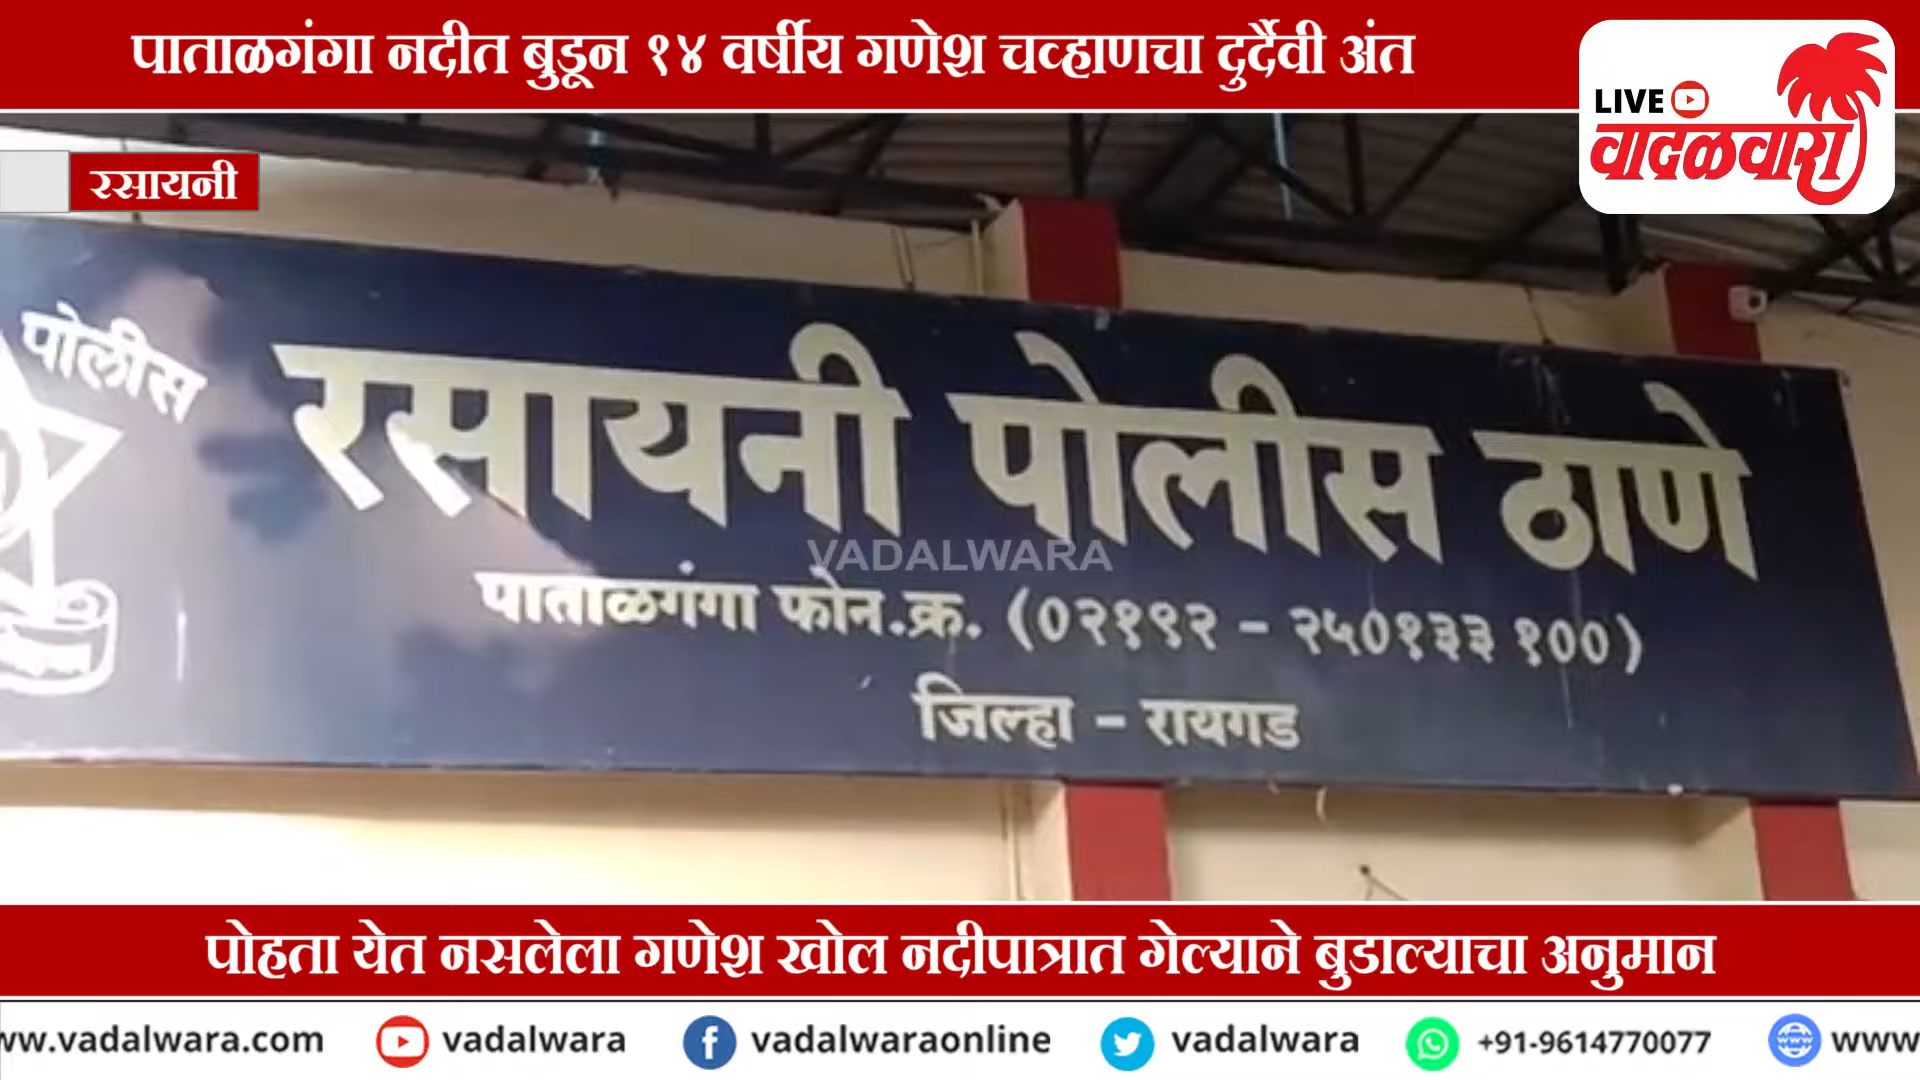 पाताळगंगा नदीत बुडून १४ वर्षीय गणेश चव्हाणचा दुर्दैवी अंत
LIVE
वादळवारा
रसायनी
पोलीस
रसायनी पोलीस ठाणे
VADALWARA
पाताळगंगा फोन.क्र. (०२१९२ - २५०१३३ १००)
जिल्हा - रायगड
पोहता येत नसलेला गणेश खोल नदीपात्रात गेल्याने बुडाल्याचा अनुमान
ww.vadalwara.com vadalwara vadalwaraonline vadalwara +91-9614770077 www